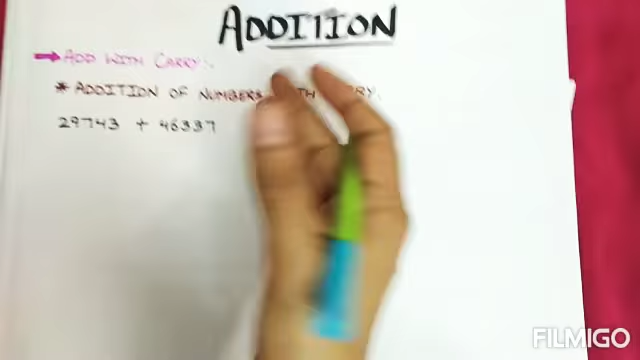 ADDITION
➡ ADD WITH CARRY:-
* ADDITION OF NUMBERS
29743 + 46337
FILMIGO